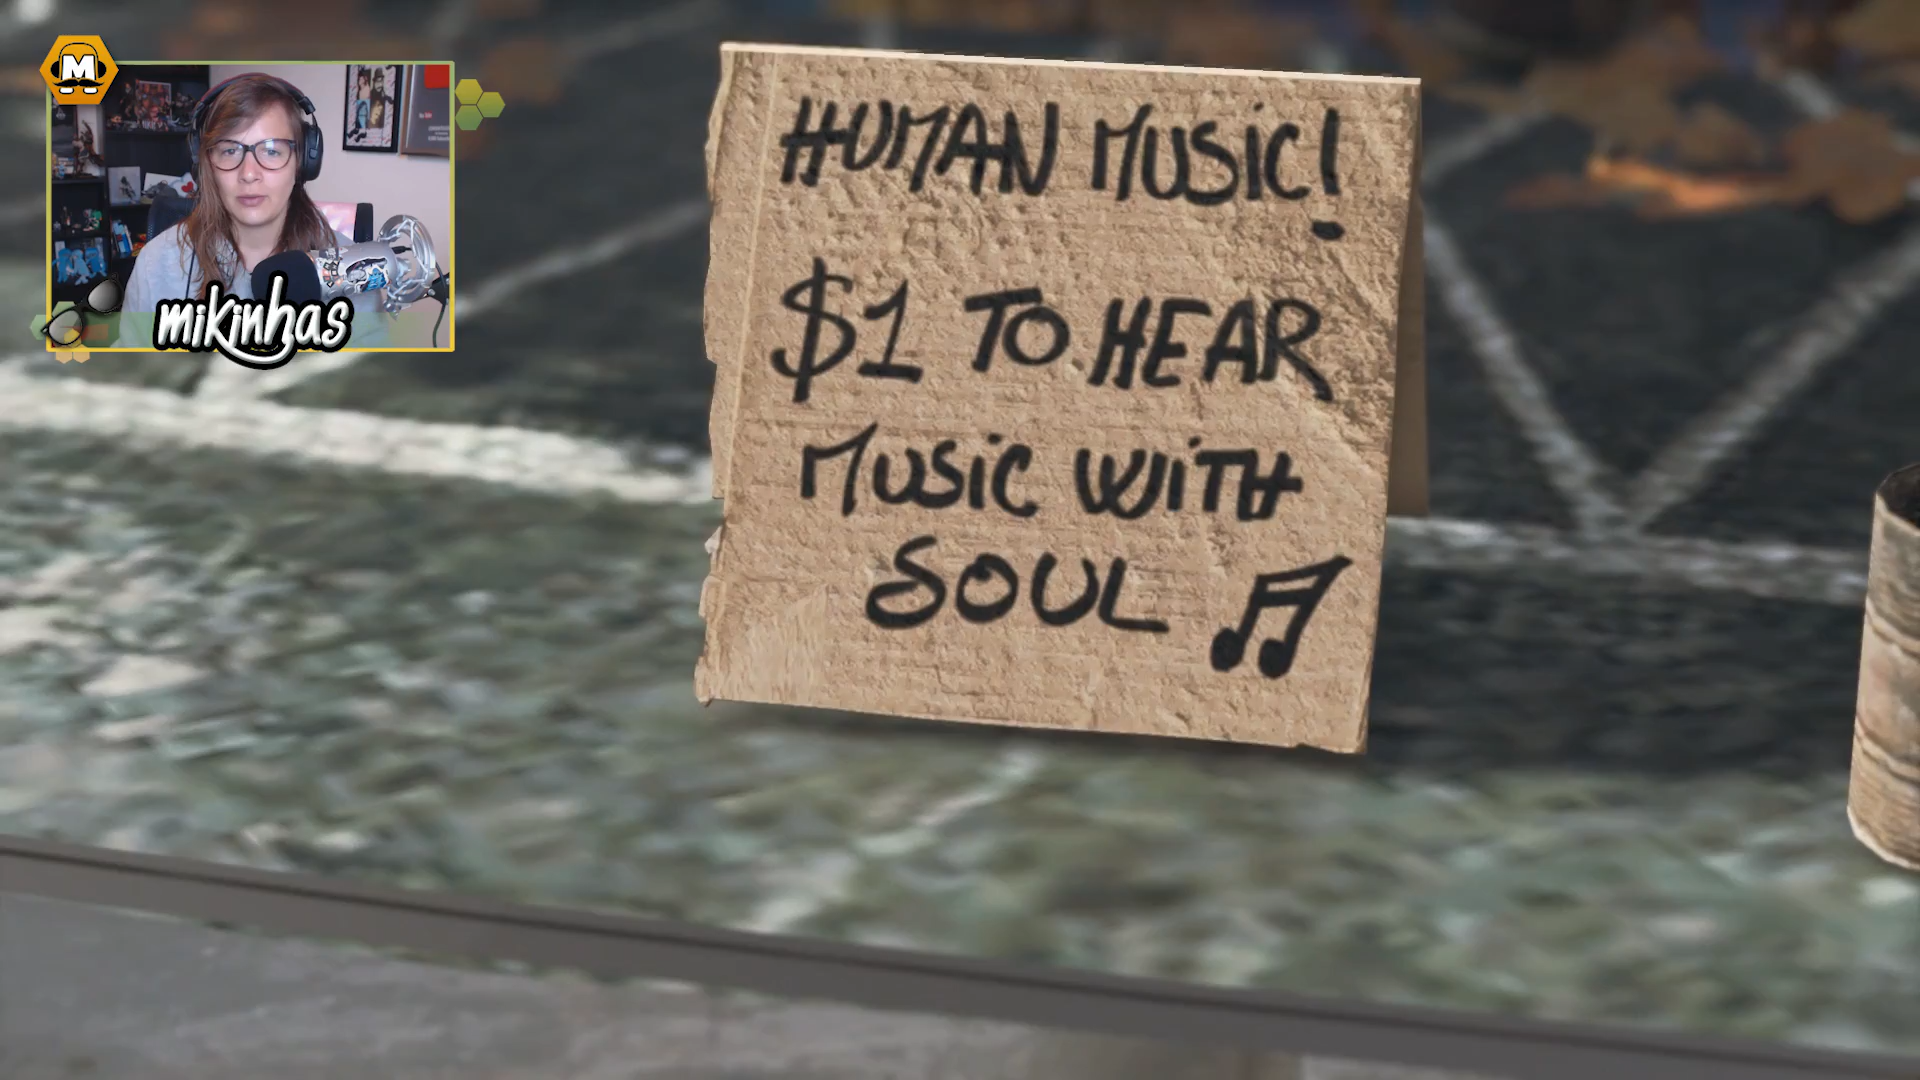 M
mikinhas
HUMAN MUSIC!
$1 TO HEAR
MUSIC WITH
SOUL